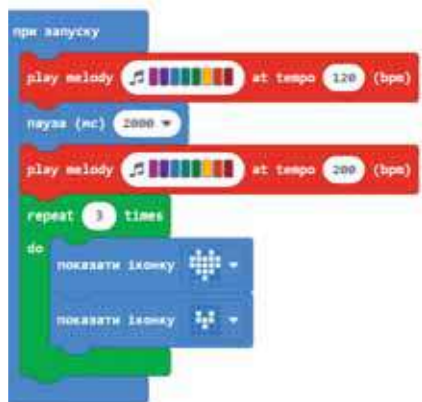 при запуску
play melody at tempo 120 (bpm)
пауза (мс) 2000
play melody at tempo 200 (bpm)
repeat 3 times
do
показати іконку
показати іконку